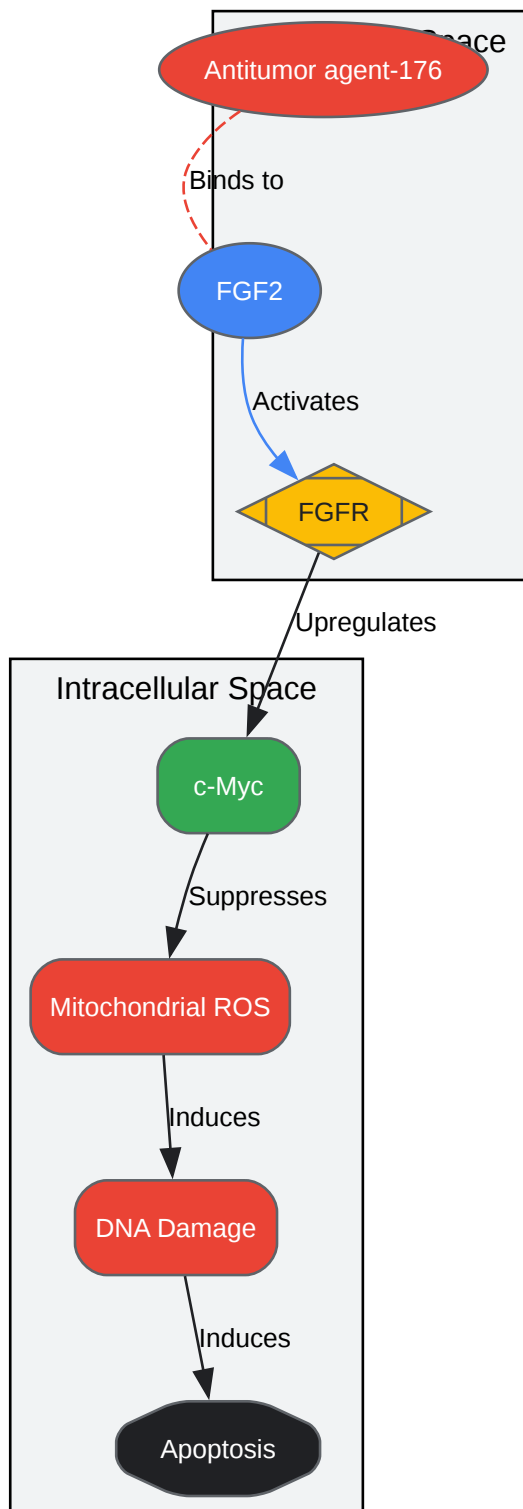 Space
Antitumor agent-176
Binds to
FGF2
Activates
FGFR
Upregulates
Intracellular Space
c-Myc
Suppresses
Mitochondrial ROS
Induces
DNA Damage
Induces
Apoptosis